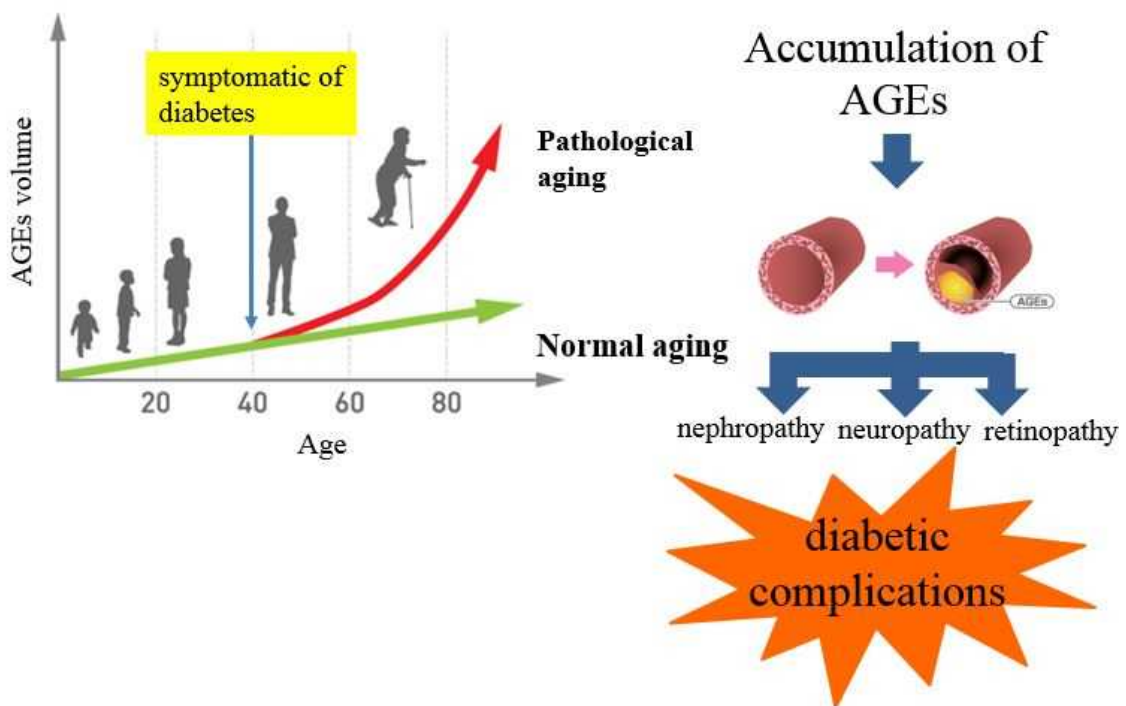 symptomatic of
diabetes
AGEs volume
Pathological
aging
Normal aging
20 40 60 80
Age
Accumulation of
AGEs
AGEs
nephropathy neuropathy retinopathy
diabetic
complications